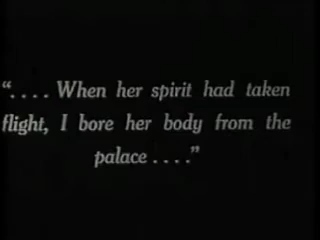 “. . . . When her spirit had taken
flight, I bore her body from the
palace . . . .”